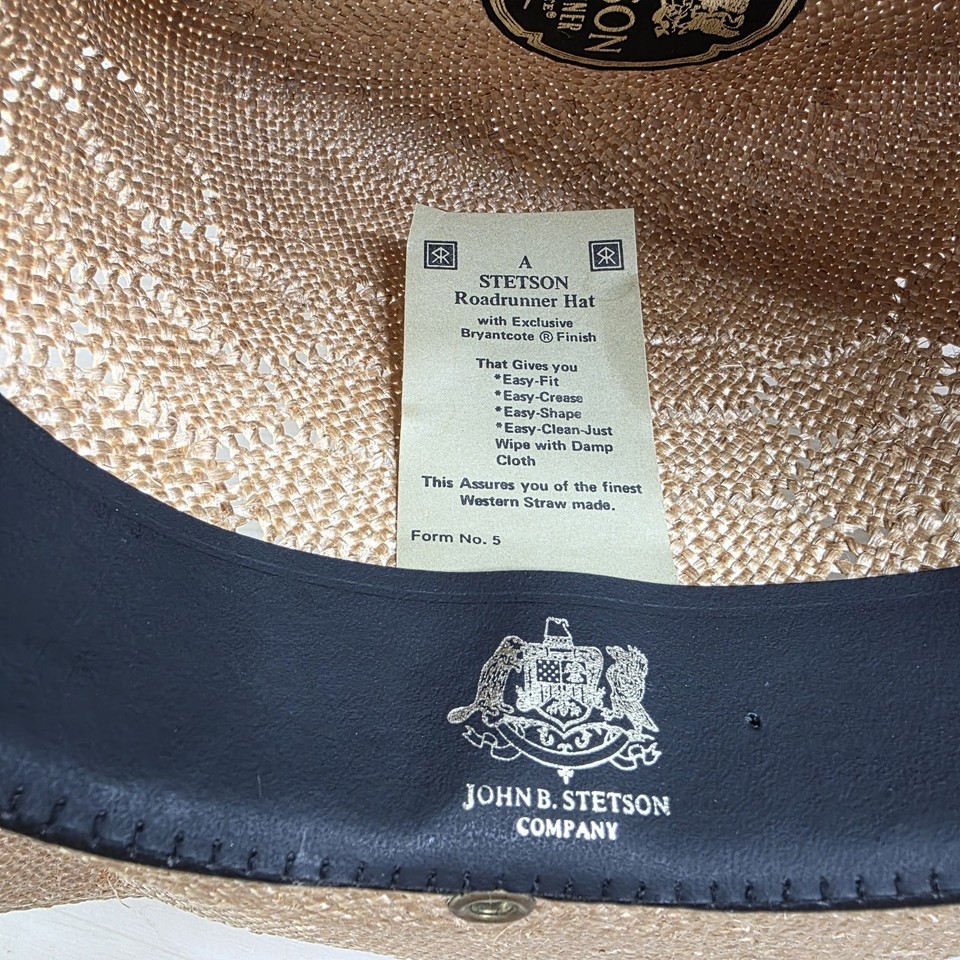 SON
NER
A
STETSON
Roadrunner Hat
with Exclusive
Bryantcote ® Finish
That Gives you
*Easy-Fit
*Easy-Crease
*Easy-Shape
*Easy-Clean-Just
Wipe with Damp
Cloth
This Assures you of the finest
Western Straw made.
Form No. 5
JOHN B. STETSON
COMPANY